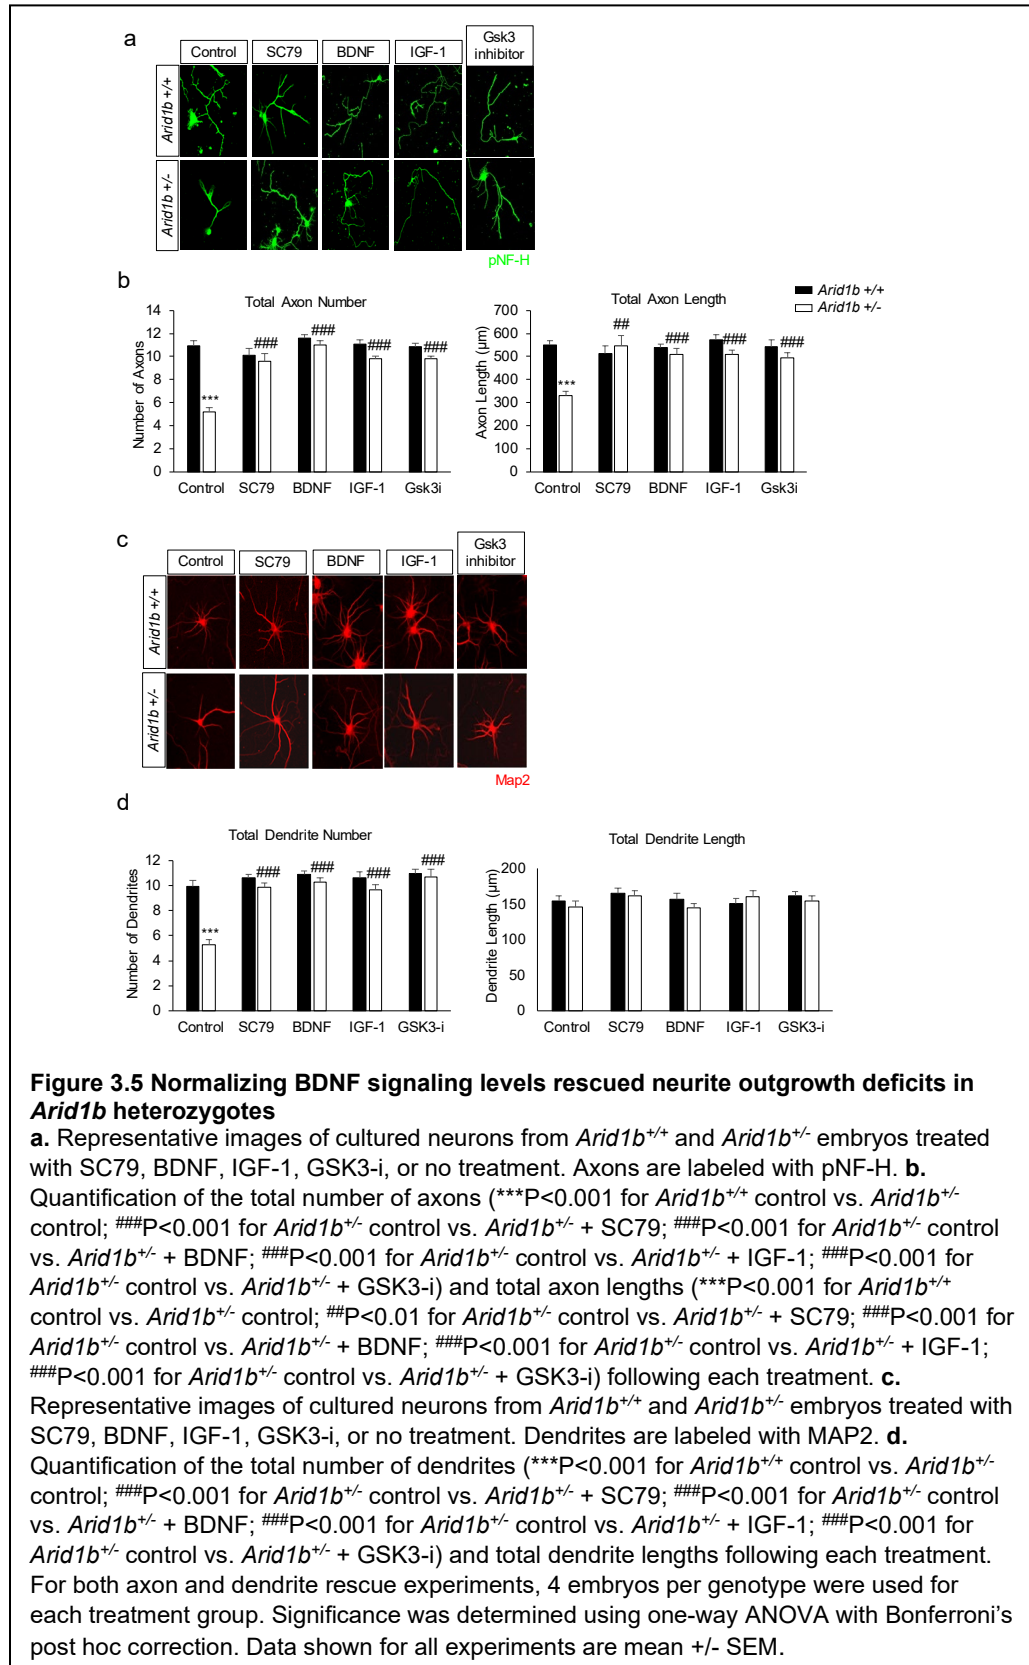 a
Control SC79 BDNF IGF-1 Gsk3 inhibitor
Arid1b +/+
Arid1b +/-
pNF-H
b
Total Axon Number
Number of Axons
14
12
10
8
6
4
2
0
***
###
###
###
###
Control SC79 BDNF IGF-1 Gsk3i
Total Axon Length
Arid1b +/+
Arid1b +/-
Axon Length (µm)
700
600
500
400
300
200
100
0
***
##
###
###
###
Control SC79 BDNF IGF-1 Gsk3i
c
Control SC79 BDNF IGF-1 Gsk3 inhibitor
Arid1b +/+
Arid1b +/-
Map2
d
Total Dendrite Number
Number of Dendrites
12
10
8
6
4
2
0
***
###
###
###
###
Control SC79 BDNF IGF-1 GSK3-i
Total Dendrite Length
Dendrite Length (µm)
200
150
100
50
0
Control SC79 BDNF IGF-1 GSK3-i
Figure 3.5 Normalizing BDNF signaling levels rescued neurite outgrowth deficits in
Arid1b heterozygotes
a. Representative images of cultured neurons from Arid1b+/+ and Arid1b+/- embryos treated
with SC79, BDNF, IGF-1, GSK3-i, or no treatment. Axons are labeled with pNF-H. b.
Quantification of the total number of axons (***P<0.001 for Arid1b+/+ control vs. Arid1b+/-
control; ###P<0.001 for Arid1b+/- control vs. Arid1b+/- + SC79; ###P<0.001 for Arid1b+/- control
vs. Arid1b+/- + BDNF; ###P<0.001 for Arid1b+/- control vs. Arid1b+/- + IGF-1; ###P<0.001 for
Arid1b+/- control vs. Arid1b+/- + GSK3-i) and total axon lengths (***P<0.001 for Arid1b+/+
control vs. Arid1b+/- control; ##P<0.01 for Arid1b+/- control vs. Arid1b+/- + SC79; ###P<0.001 for
Arid1b+/- control vs. Arid1b+/- + BDNF; ###P<0.001 for Arid1b+/- control vs. Arid1b+/- + IGF-1;
###P<0.001 for Arid1b+/- control vs. Arid1b+/- + GSK3-i) following each treatment. c.
Representative images of cultured neurons from Arid1b+/+ and Arid1b+/- embryos treated with
SC79, BDNF, IGF-1, GSK3-i, or no treatment. Dendrites are labeled with MAP2. d.
Quantification of the total number of dendrites (***P<0.001 for Arid1b+/+ control vs. Arid1b+/-
control; ###P<0.001 for Arid1b+/- control vs. Arid1b+/- + SC79; ###P<0.001 for Arid1b+/- control
vs. Arid1b+/- + BDNF; ###P<0.001 for Arid1b+/- control vs. Arid1b+/- + IGF-1; ###P<0.001 for
Arid1b+/- control vs. Arid1b+/- + GSK3-i) and total dendrite lengths following each treatment.
For both axon and dendrite rescue experiments, 4 embryos per genotype were used for
each treatment group. Significance was determined using one-way ANOVA with Bonferroni’s
post hoc correction. Data shown for all experiments are mean +/- SEM.